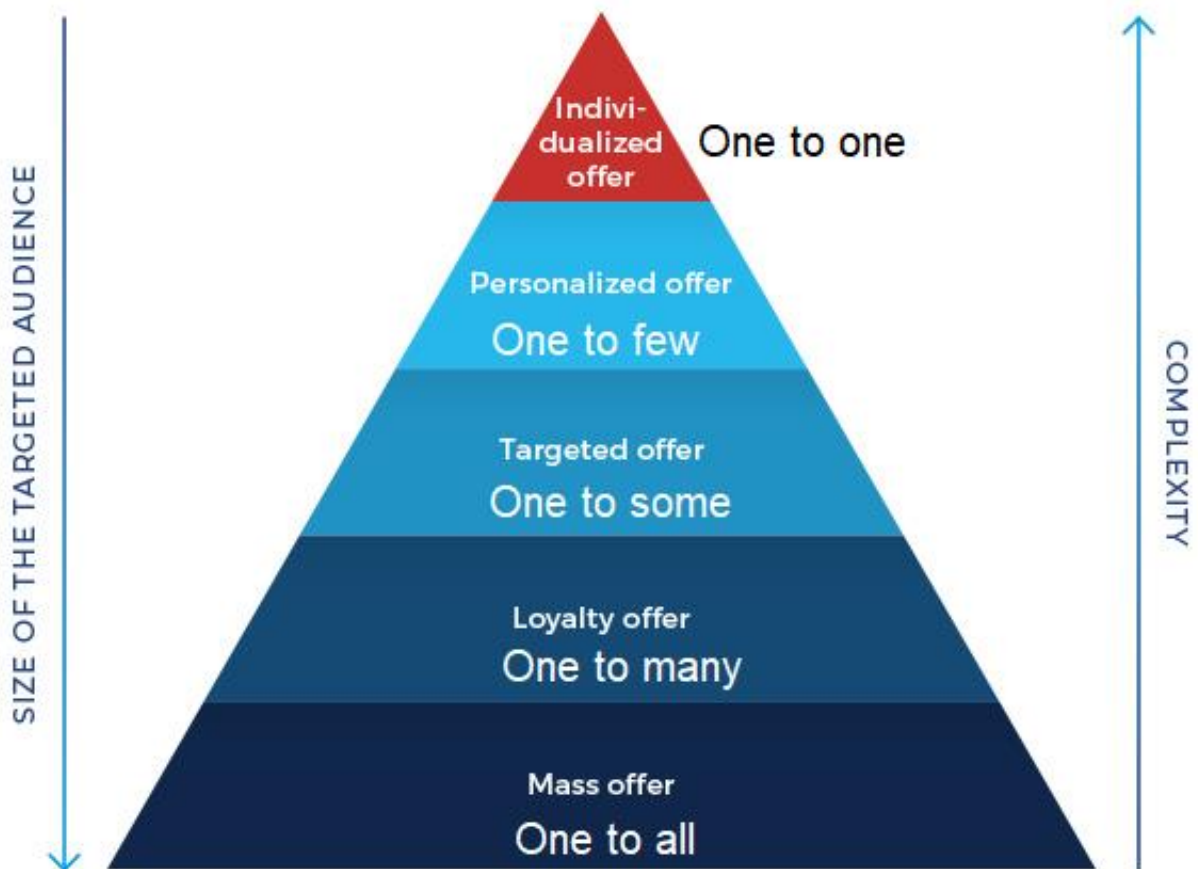 Indivi-
dualized
offer
One to one
Personalized offer
One to few
Targeted offer
One to some
Loyalty offer
One to many
Mass offer
One to all
SIZE OF THE TARGETED AUDIENCE
COMPLEXITY